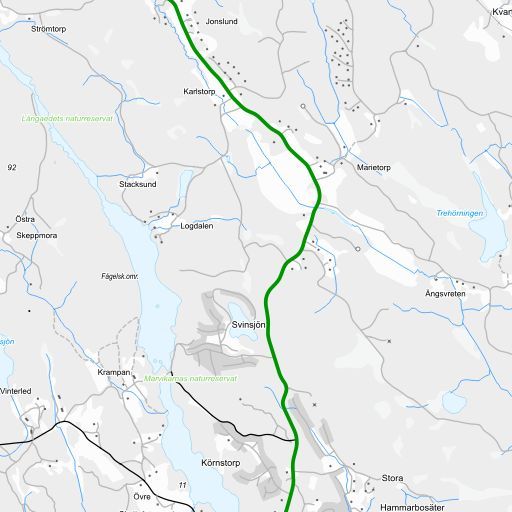 Jonslund
Kvar
Strömtorp
Karlstorp
Långaedets naturreservat
92
Marietorp
Stacksund
Östra
Skeppmora
Logdalen
Trehörningen
Fågelsk.omr.
Ängsvreten
Svinsjön
sjön
Krampan
Marvikarnas naturreservat
Vinterled
Körnstorp
Stora
11
Övre
Hammarbosäter